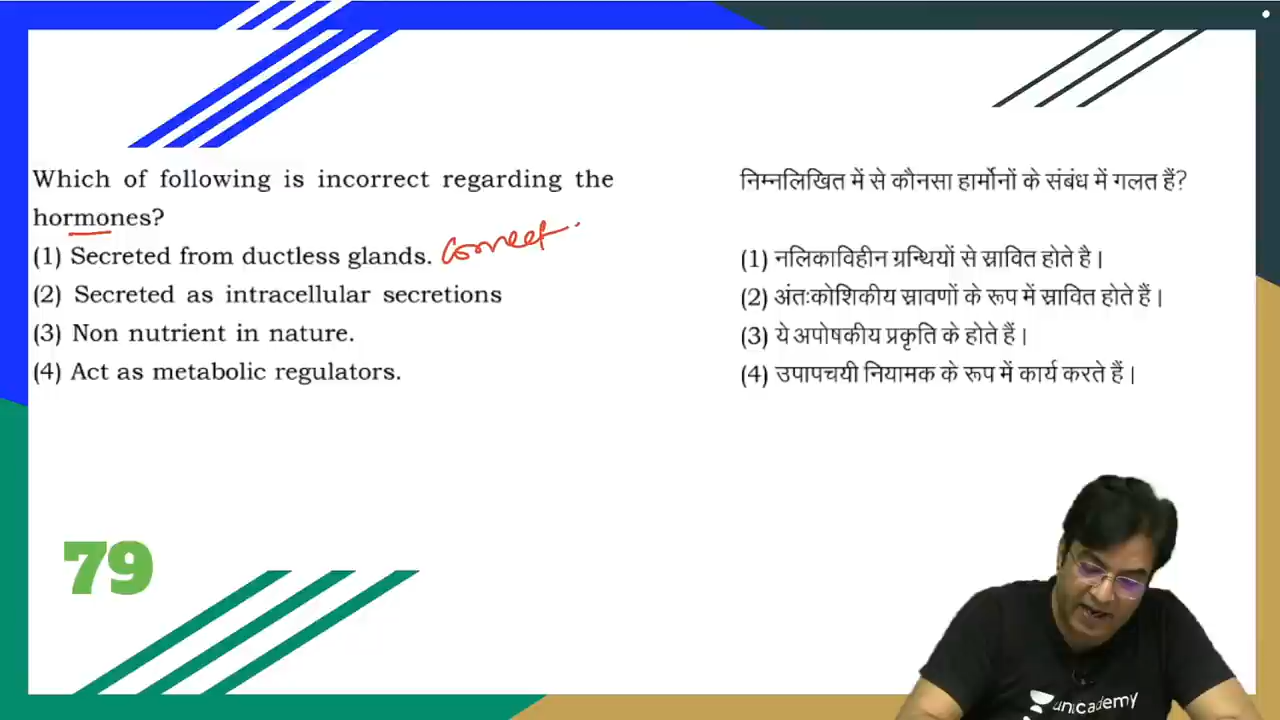 Which of following is incorrect regarding the
hormones?
(1) Secreted from ductless glands. correct
(2) Secreted as intracellular secretions
(3) Non nutrient in nature.
(4) Act as metabolic regulators.
निम्नलिखित में से कौनसा हार्मोनों के संबंध में गलत हैं?
(1) नलिकाविहीन ग्रन्थियों से स्रावित होते है।
(2) अंतःकोशिकीय स्रावणों के रूप में स्रावित होते हैं।
(3) ये अपोषकीय प्रकृति के होते हैं।
(4) उपापचयी नियामक के रूप में कार्य करते हैं।
79
unacademy